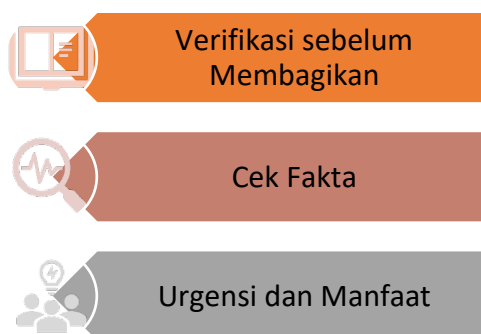 Verifikasi sebelum
Membagikan
Cek Fakta
Urgensi dan Manfaat